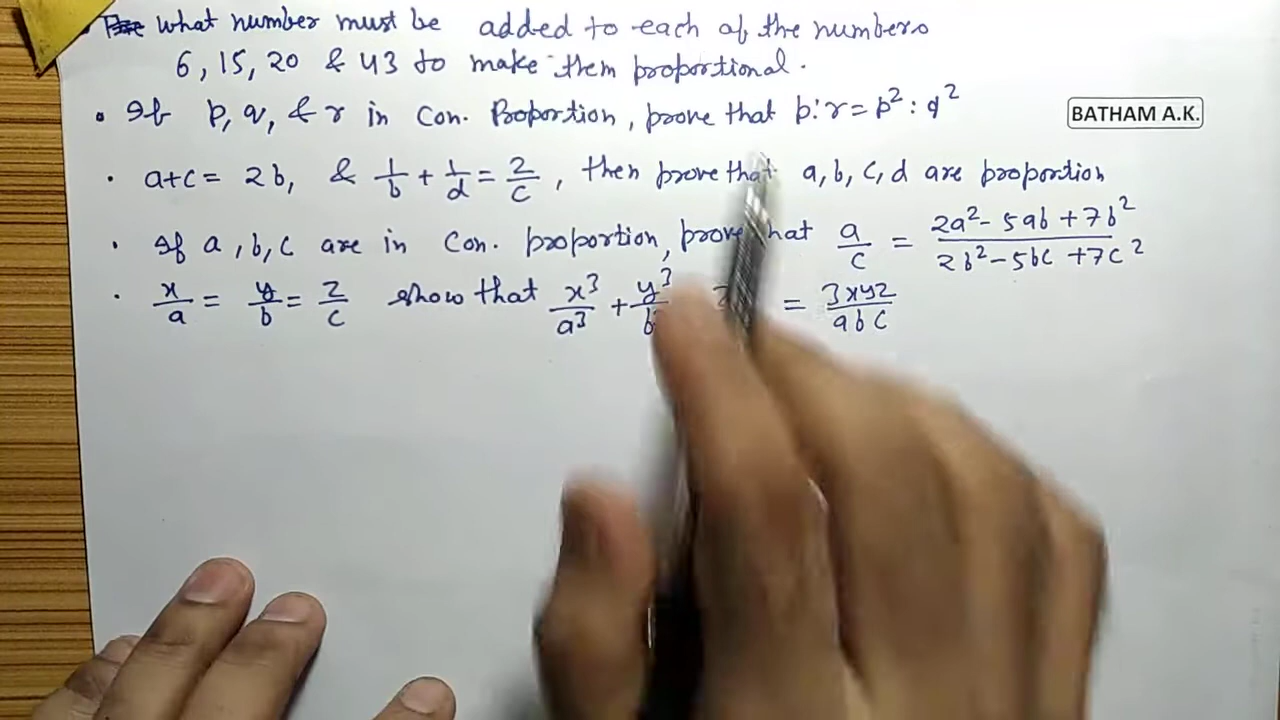 what number must be added to each of the numbers
6, 15, 20 & 43 to make them proportional.
• If p, q, & r in Con. Proportion, prove that p:r = p² : q²
BATHAM A.K.
· a+c = 2b, & 1/b + 1/d = 2/c, then prove that a, b, c, d are proportion
· If a, b, c are in Con. proportion, prove that a/c = (2a² - 5ab + 7b²)/(2b² - 5bc + 7c²)
· x/a = y/b = z/c show that x³/a³ + y³/ = 3xyz/abc